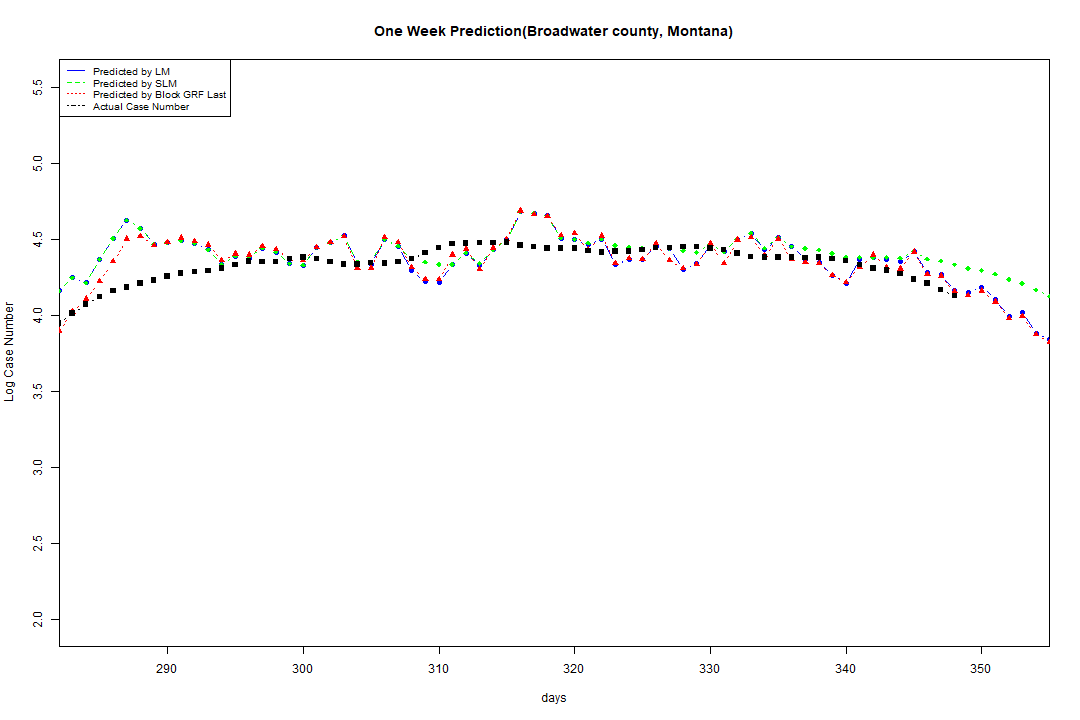 One Week Prediction(Broadwater county, Montana)
Predicted by LM
Predicted by SLM
Predicted by Block GRF Last
Actual Case Number
5.5
5.0
4.5
4.0
3.5
3.0
2.5
2.0
Log Case Number
290 300 310 320 330 340 350
days